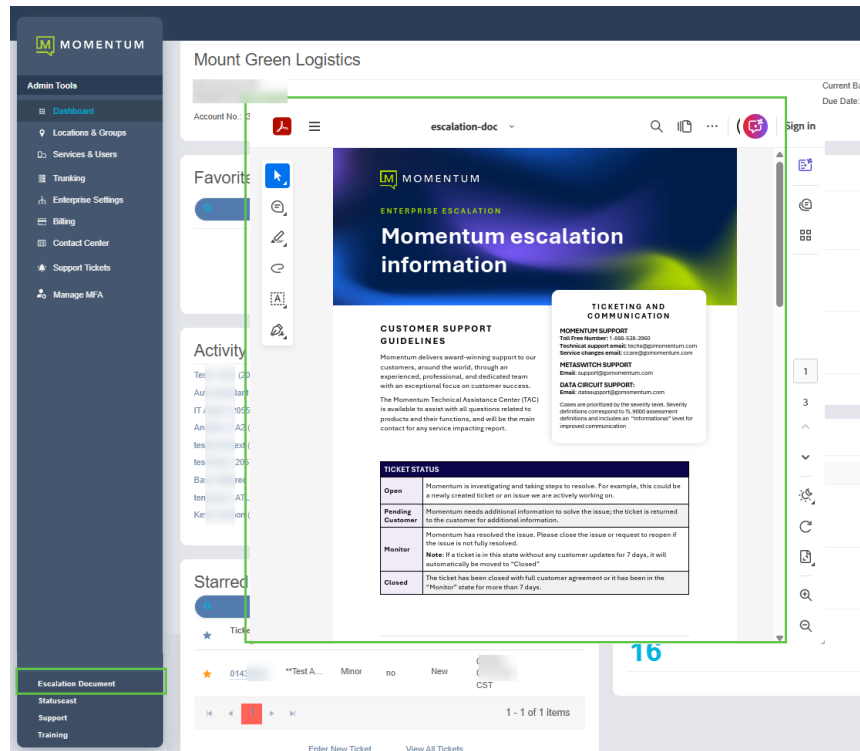 MOMENTUM
Admin Tools
Dashboard
Locations & Groups
Services & Users
Trunking
Enterprise Settings
Billing
Contact Center
Support Tickets
Manage MFA
Escalation Document
Statuscast
Support
Training
Mount Green Logistics
Account No.:
Due Date:
Activity
Starred
escalation-doc
Sign in
MOMENTUM
ENTERPRISE ESCALATION
Momentum escalation
information
CUSTOMER SUPPORT
GUIDELINES
Momentum delivers award-winning support to our
customers, around the world, through an
experienced, professional, and dedicated team
with an exceptional focus on customer success.
The Momentum Technical Assistance Center (TAC)
is available to assist with all questions related to
products and their functions, and will be the main
contact for any service impacting report.
TICKETING AND
COMMUNICATION
MOMENTUM SUPPORT
Toll Free Number: 1-888-538-3960
Technical support email: techs@gomomentum.com
Service changes email: ccare@gomomentum.com
METASWITCH SUPPORT
Email: support@gomomentum.com
DATA CIRCUIT SUPPORT:
Email: datasupport@gomomentum.com
Cases are prioritized by the severity level. Severity
definitions correspond to TL 9000 assessment
definitions and includes an "informational" level for
improved communication
TICKET STATUS
Open
Momentum is investigating and taking steps to resolve. For example, this could be
a newly created ticket or an issue we are actively working on.
Pending
Customer
Momentum needs additional information to solve the issue; the ticket is returned
to the customer for additional information.
Monitor
Momentum has resolved the issue. Please close the issue or request to reopen if
the issue is not fully resolved.
Note: If a ticket is in this state without any customer updates for 7 days, it will
automatically be moved to "Closed"
Closed
The ticket has been closed with full customer agreement or it has been in the
"Monitor" state for more than 7 days.
1
3
16
**Test A... Minor no New
CST
1
1 - 1 of 1 items
Enter New Ticket View All Tickets